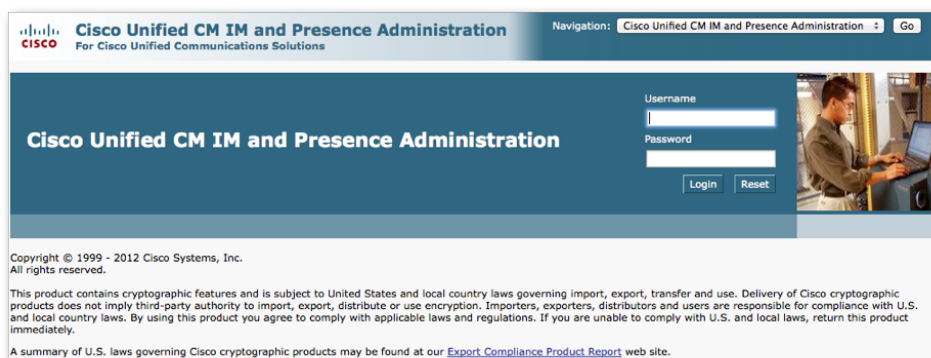 cisco
Cisco Unified CM IM and Presence Administration
For Cisco Unified Communications Solutions
Navigation: Cisco Unified CM IM and Presence Administration Go
Cisco Unified CM IM and Presence Administration
Username
Password
Login Reset
Copyright © 1999 - 2012 Cisco Systems, Inc.
All rights reserved.
This product contains cryptographic features and is subject to United States and local country laws governing import, export, transfer and use. Delivery of Cisco cryptographic
products does not imply third-party authority to import, export, distribute or use encryption. Importers, exporters, distributors and users are responsible for compliance with U.S.
and local country laws. By using this product you agree to comply with applicable laws and regulations. If you are unable to comply with U.S. and local laws, return this product
immediately.
A summary of U.S. laws governing Cisco cryptographic products may be found at our Export Compliance Product Report web site.